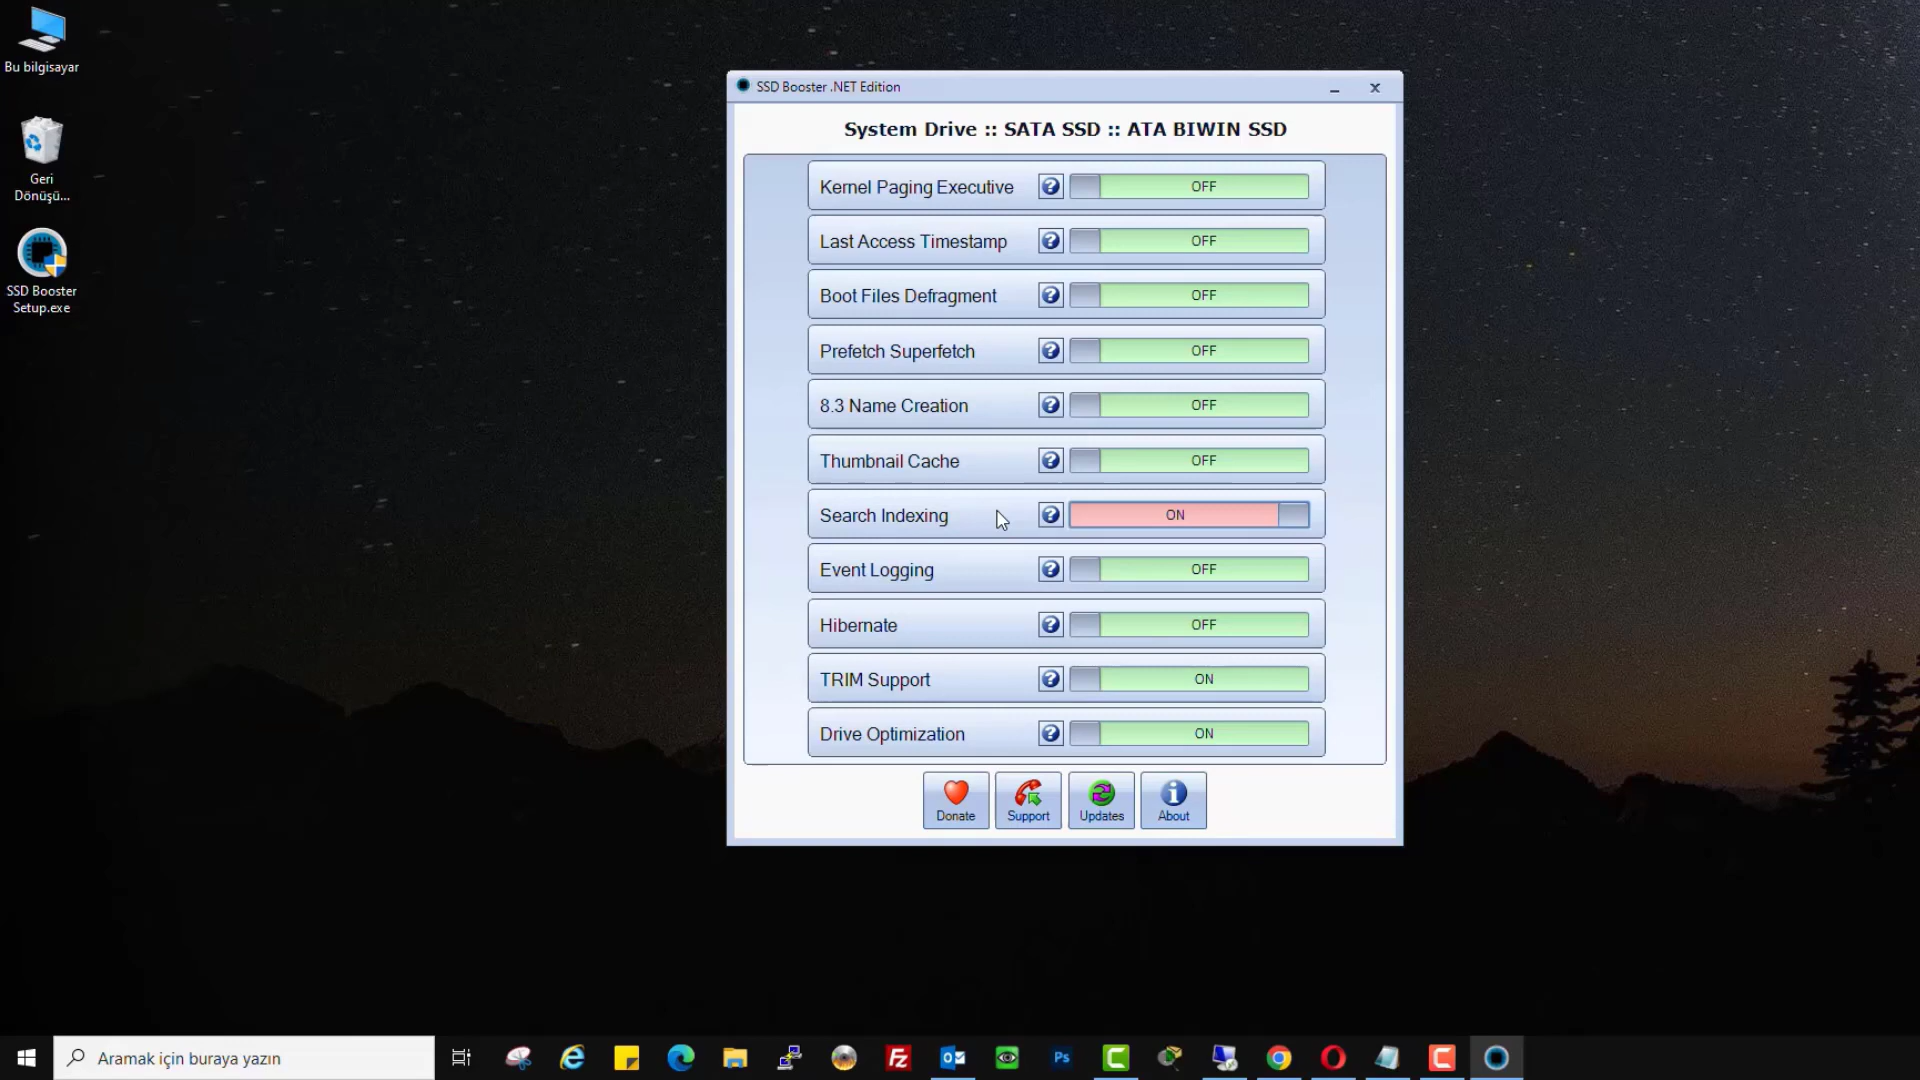 Bu bilgisayar
Geri
Dönüşü...
SSD Booster
Setup.exe
SSD Booster .NET Edition
System Drive :: SATA SSD :: ATA BIWIN SSD
Kernel Paging Executive ? OFF
Last Access Timestamp ? OFF
Boot Files Defragment ? OFF
Prefetch Superfetch ? OFF
8.3 Name Creation ? OFF
Thumbnail Cache ? OFF
Search Indexing ? ON
Event Logging ? OFF
Hibernate ? OFF
TRIM Support ? ON
Drive Optimization ? ON
Donate
Support
Updates
About
Aramak için buraya yazın
Ps